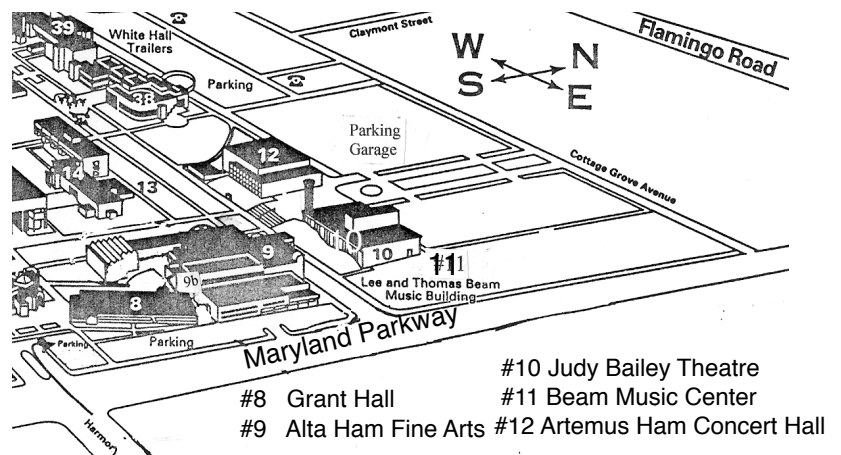 39
White Hall
Trailers
Claymont Street
Flamingo Road
W
N
S
E
Parking
38
Parking
Garage
12
14
13
Cottage Grove Avenue
10
9
10
#11
Lee and Thomas Beam
Music Building
9b
8
Parking
Parking
Maryland Parkway
Harmon
#10 Judy Bailey Theatre
#8 Grant Hall
#11 Beam Music Center
#9 Alta Ham Fine Arts
#12 Artemus Ham Concert Hall